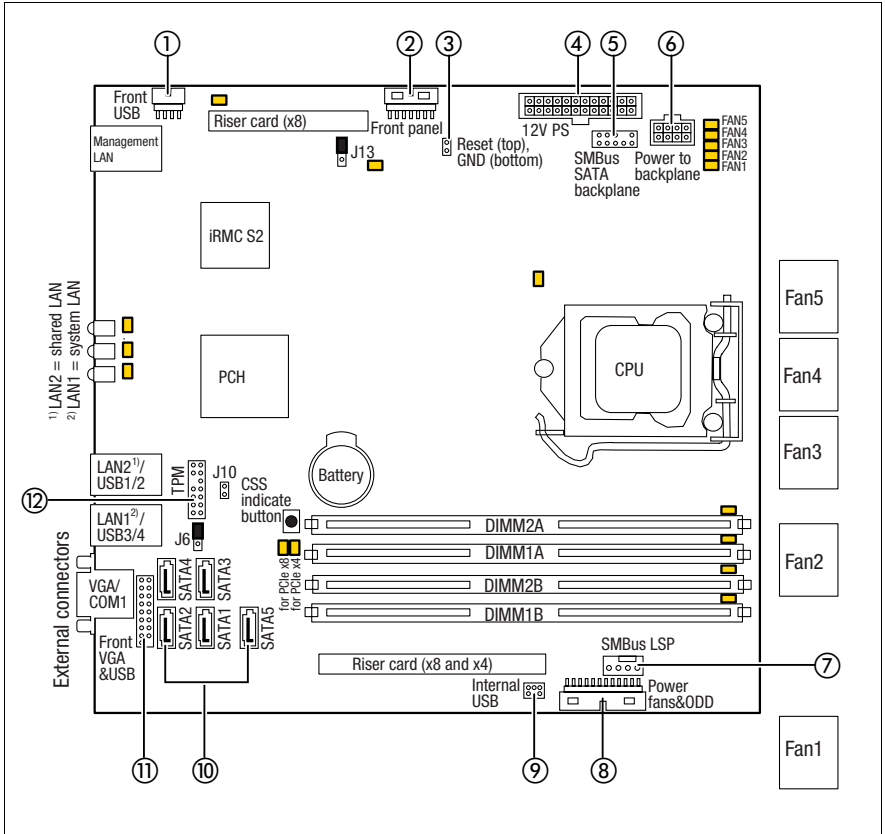 ① ② ③ ④ ⑤ ⑥
Front
USB
Riser card (x8)
Front panel
Reset (top),
GND (bottom)
12V PS
SMBus
SATA
backplane
Power to
backplane
FAN5
FAN4
FAN3
FAN2
FAN1
Management
LAN
J13
iRMC S2
1) LAN2 = shared LAN
2) LAN1 = system LAN
PCH
CPU
Fan5
Fan4
Fan3
Fan2
Fan1
LAN2 1)/
USB1/2
LAN1 2)/
USB3/4
⑫
TPM
J10
CSS
indicate
button
Battery
J6
External connectors
VGA/
COM1
SATA4
SATA3
SATA2
SATA1
SATA5
for PCIe x8
for PCIe x4
DIMM2A
DIMM1A
DIMM2B
DIMM1B
Front
VGA
&USB
Riser card (x8 and x4)
SMBus LSP
⑦
Internal
USB
Power
fans&ODD
⑪ ⑩ ⑨ ⑧